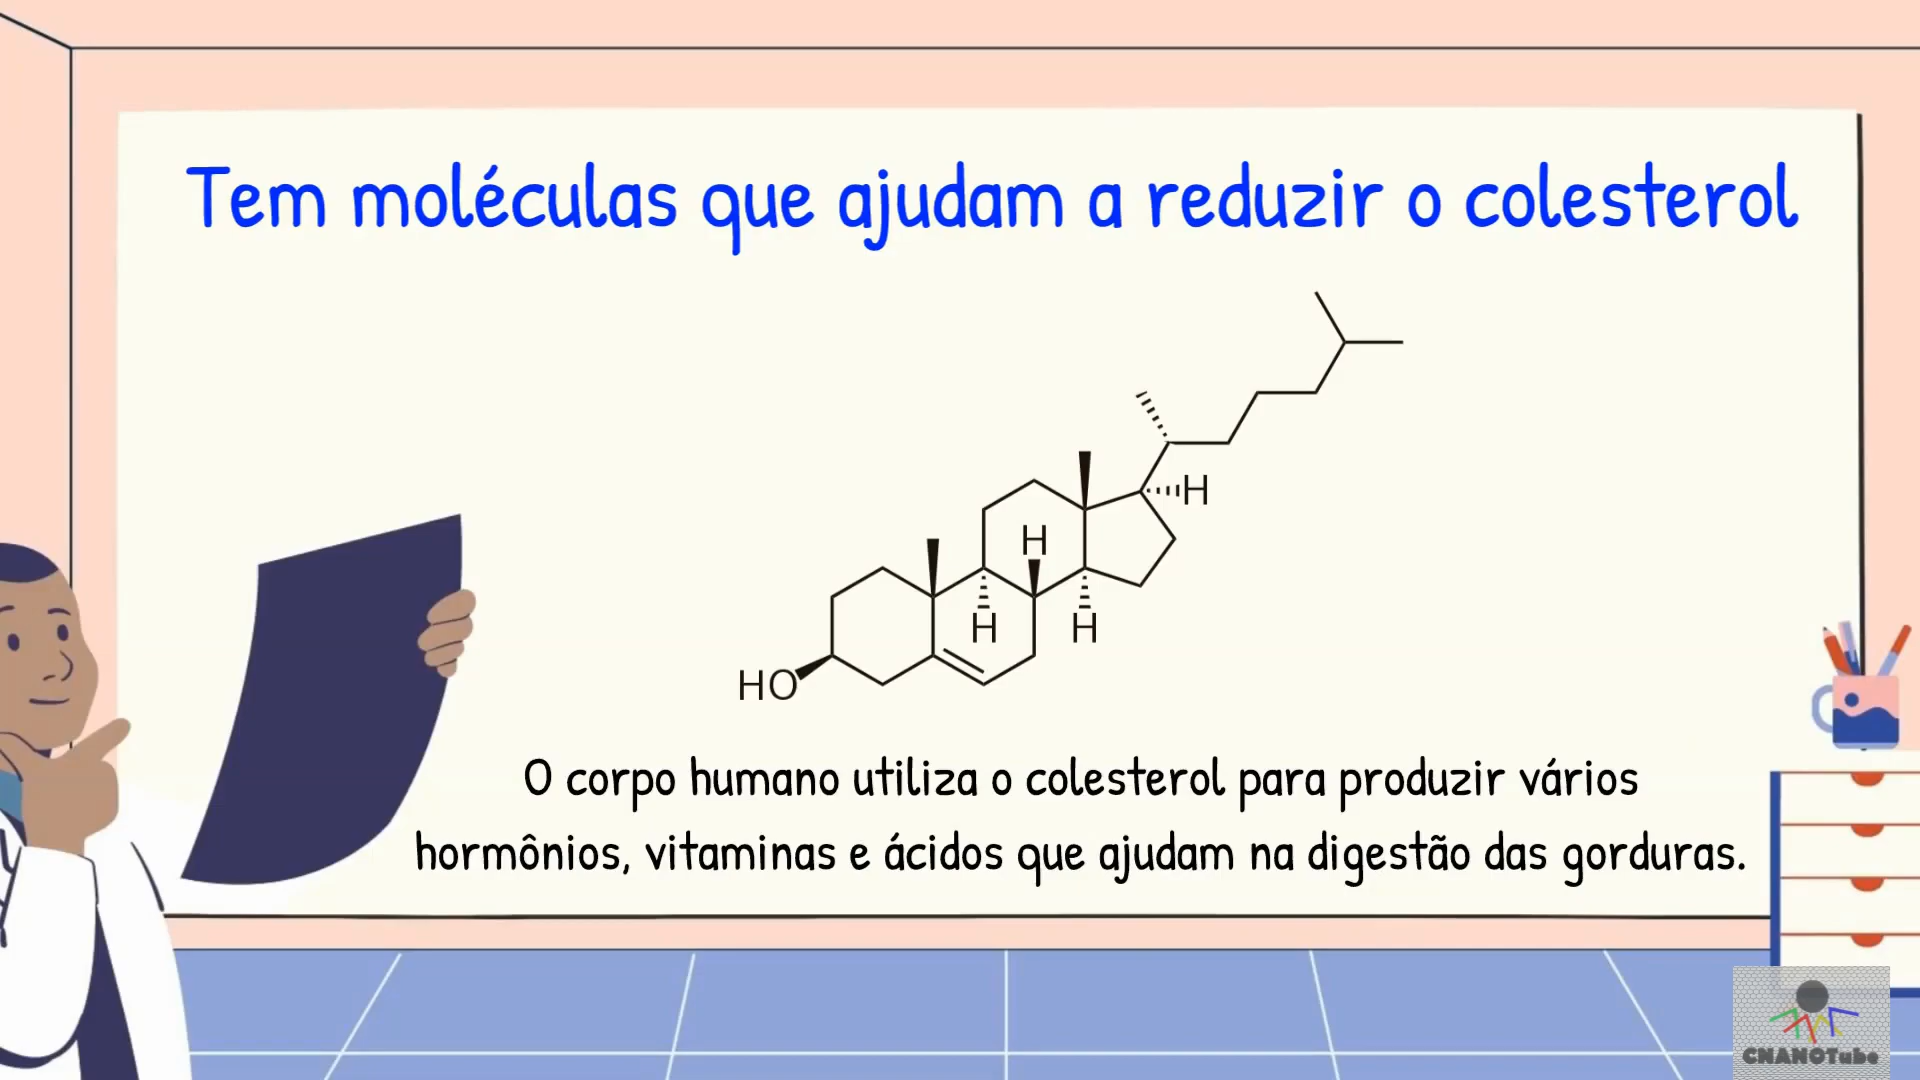 Tem moléculas que ajudam a reduzir o colesterol
H
H
H
H
HO
O corpo humano utiliza o colesterol para produzir vários
hormônios, vitaminas e ácidos que ajudam na digestão das gorduras.
CNANOTube